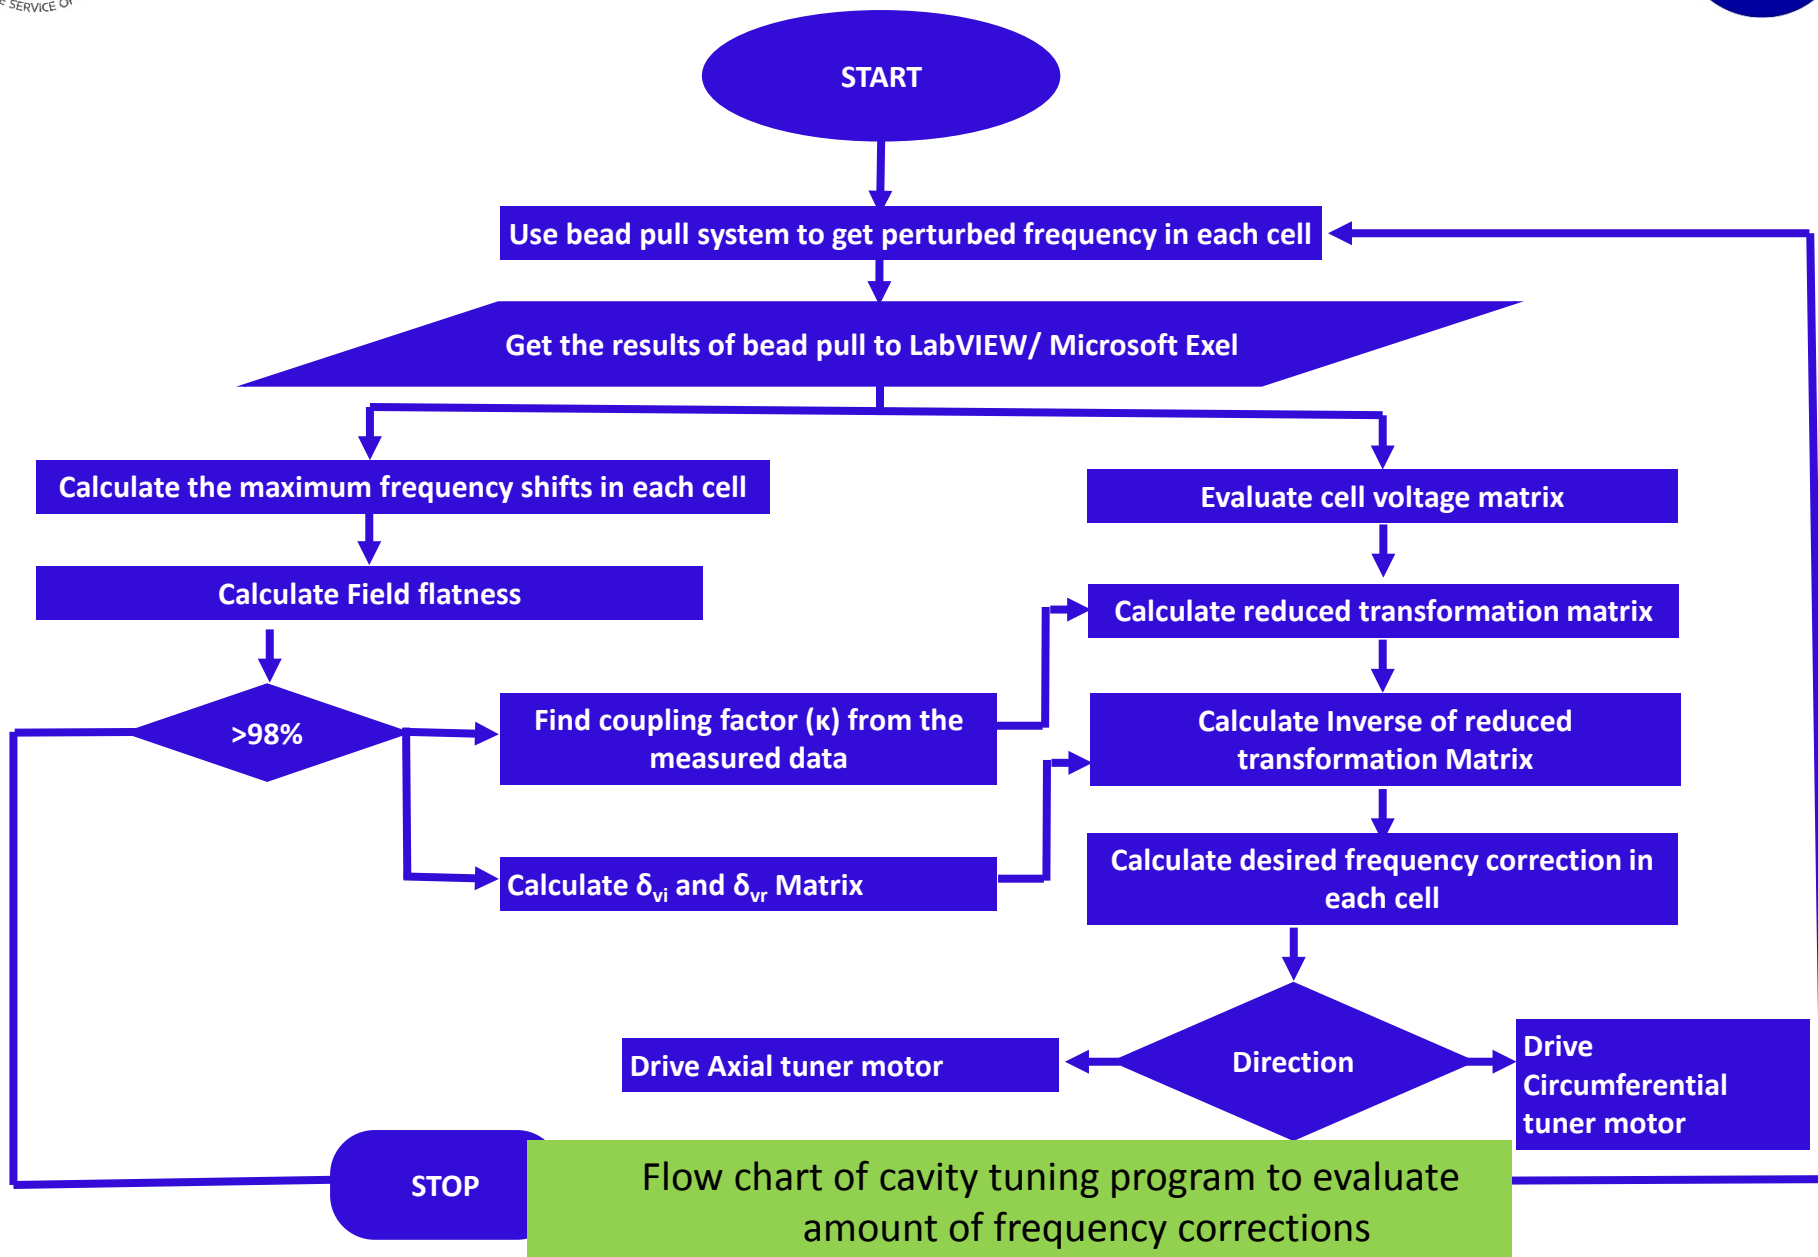 E SERVICE OF
START
Use bead pull system to get perturbed frequency in each cell
Get the results of bead pull to LabVIEW/ Microsoft Exel
Calculate the maximum frequency shifts in each cell
Evaluate cell voltage matrix
Calculate Field flatness
Calculate reduced transformation matrix
>98%
Find coupling factor (κ) from the
measured data
Calculate Inverse of reduced
transformation Matrix
Calculate δvi and δvr Matrix
Calculate desired frequency correction in
each cell
Direction
Drive Axial tuner motor
Drive
Circumferential
tuner motor
STOP
Flow chart of cavity tuning program to evaluate
amount of frequency corrections